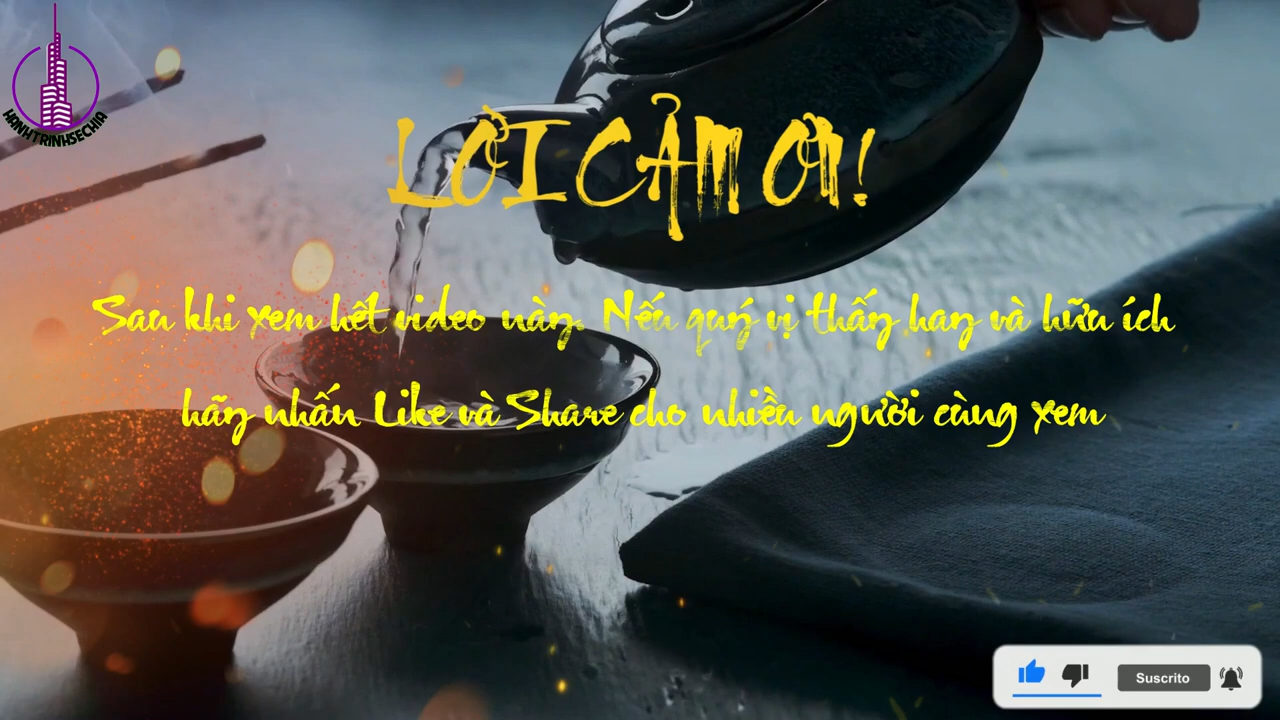 HANHTRINHSECHIA
LỜI CẢM ƠN!
Sau khi xem hết video này. Nếu quý vị thấy hay và hữu ích
hãy nhấn Like và Share cho nhiều người cùng xem
Suscrito